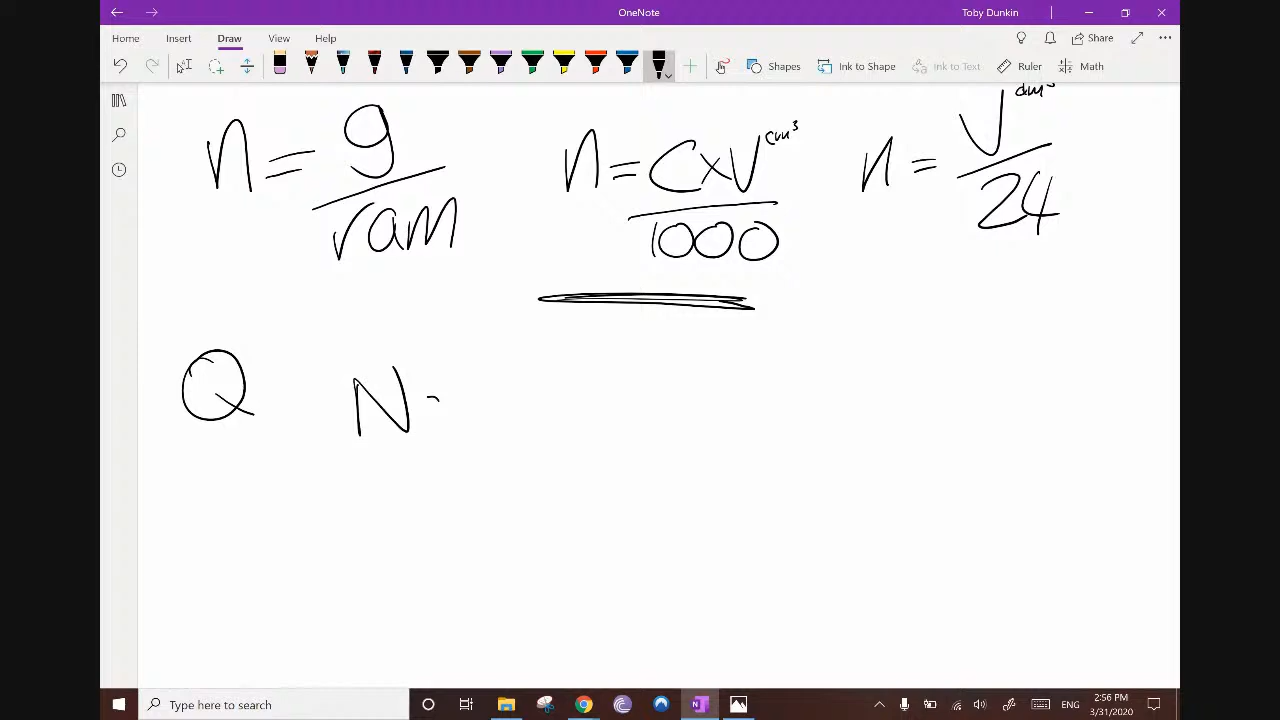 OneNote
Toby Dunkin
Home Insert Draw View Help
Share
Shapes Ink to Shape Ink to Text Ruler Math
n = g / ram
n = C x V cm³ / 1000
n = V dm³ / 24
Q N
Type here to search
ENG
2:56 PM
3/31/2020